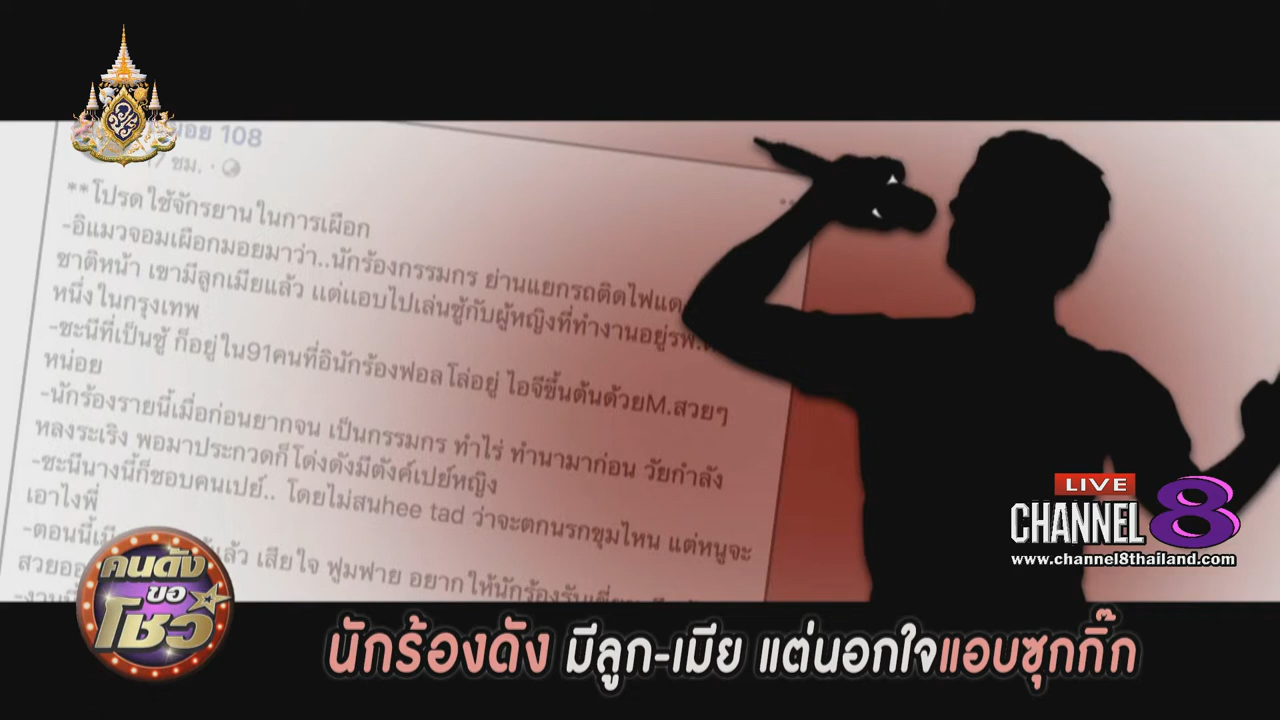 มอย 108
17 ชม.
**โปรดใช้จักรยานในการเผือก
-อิแมวจอมเผือกมอยมาว่า..นักร้องกรรมกร ย่านแยกรถติดไฟแดง
ชาติหน้า เขามีลูกเมียแล้ว แต่แอบไปเล่นชู้กับผู้หญิงที่ทำงานอยู่รพ.
หนึ่งในกรุงเทพ
-ชะนีที่เป็นชู้ ก็อยู่ใน91คนที่อินักร้องฟอลโล่อยู่ ไอจีขึ้นต้นด้วยM.สวยๆ
หน่อย
-นักร้องรายนี้เมื่อก่อนยากจน เป็นกรรมกร ทำไร่ ทำนามาก่อน วัยกำลัง
หลงระเริง พอมาประกวดก็โด่งดังมีตังค์เปย์หญิง
-ชะนีนางนี้ก็ชอบคนเปย์.. โดยไม่สนhee tad ว่าจะตกนรกขุมไหน แต่หนูจะ
เอาไงพี่
-ตอนนี้เมีย แล้ว เสียใจ ฟูมฟาย อยากให้นักร้อง
LIVE
CHANNEL 8
www.channel8thailand.com
คนดัง
ขอ
โชว์
นักร้องดัง มีลูก-เมีย แต่นอกใจแอบซุกกิ๊ก